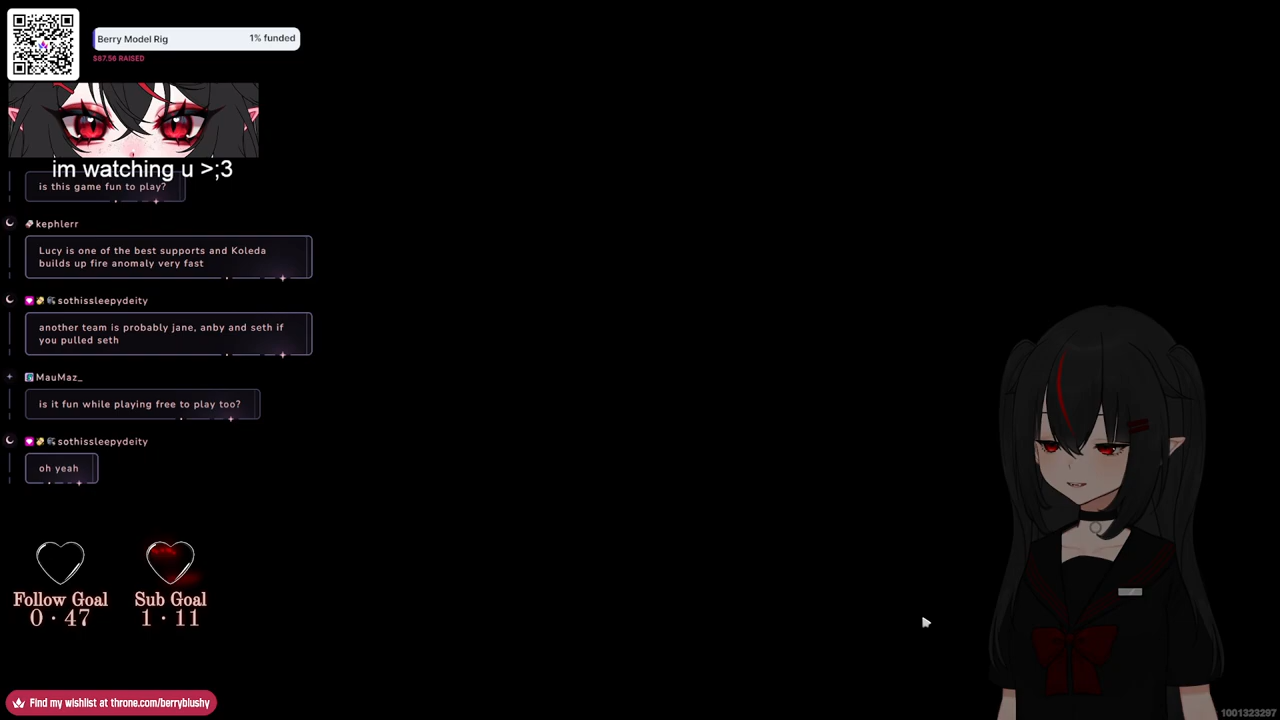 Berry Model Rig
1% funded
$87.56 RAISED
im watching u >;3
is this game fun to play?
kephlerr
Lucy is one of the best supports and Koleda
builds up fire anomaly very fast
sothissleepydeity
another team is probably jane, anby and seth if
you pulled seth
MauMaz_
is it fun while playing free to play too?
sothissleepydeity
oh yeah
Follow Goal
0 · 47
Sub Goal
1 · 11
Find my wishlist at throne.com/berryblushy
1001323297